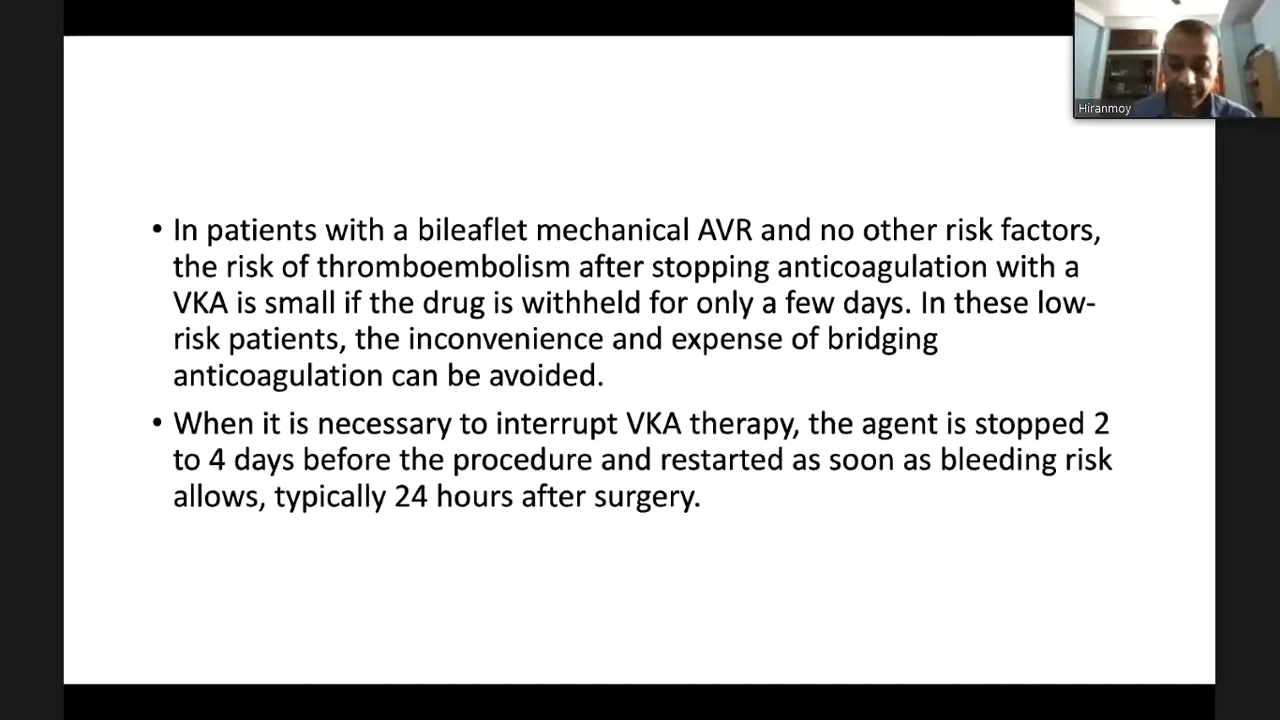 Hiranmoy
• In patients with a bileaflet mechanical AVR and no other risk factors,
the risk of thromboembolism after stopping anticoagulation with a
VKA is small if the drug is withheld for only a few days. In these low-
risk patients, the inconvenience and expense of bridging
anticoagulation can be avoided.
• When it is necessary to interrupt VKA therapy, the agent is stopped 2
to 4 days before the procedure and restarted as soon as bleeding risk
allows, typically 24 hours after surgery.